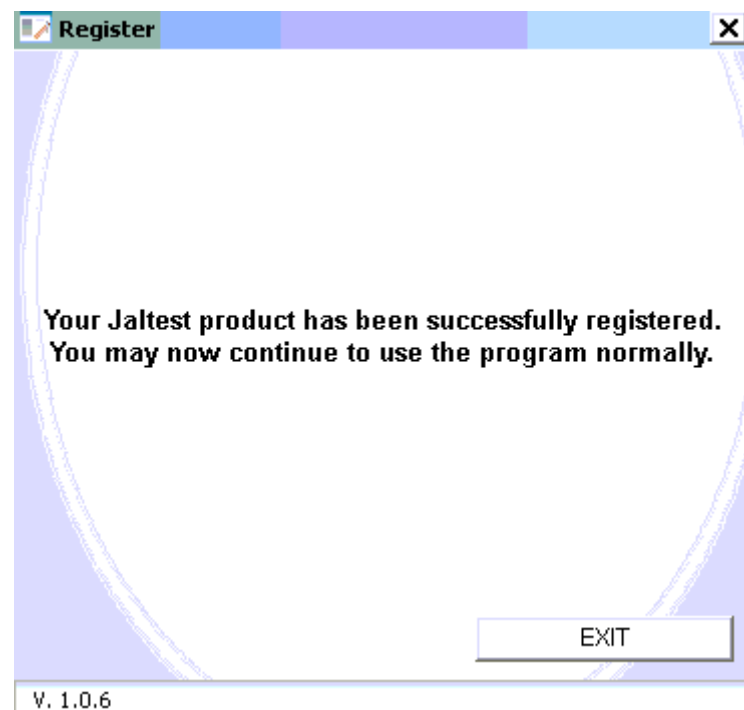 Register
Your Jaltest product has been successfully registered.
You may now continue to use the program normally.
EXIT
V. 1.0.6